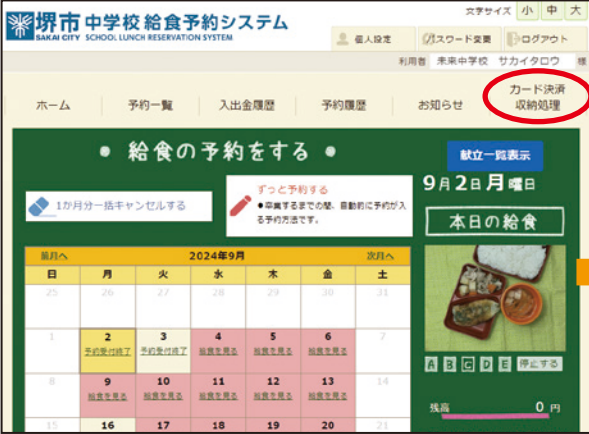 文字サイズ 小 中 大
堺市 中学校 給食予約システム
SAKAI CITY SCHOOL LUNCH RESERVATION SYSTEM
個人設定 パスワード変更 ログアウト
利用者 未来中学校 サカイタロウ 様
ホーム 予約一覧 入出金履歴 予約履歴 お知らせ カード決済
収納処理
給食の予約をする
献立一覧表示
9月2日月曜日
1か月分一括キャンセルする
ずっと予約する
●卒業するまでの間、自動的に予約が入
る予約方法です。
本日の給食
前月へ 2024年9月 次月へ
日 月 火 水 木 金 土
25 26 27 28 29 30 31
1 2 3 4 5 6 7
予約受付終了 予約受付終了 給食を見る 給食を見る 給食を見る
A B C D E 停止する
8 9 10 11 12 13 14
給食を見る 給食を見る 給食を見る 給食を見る 給食を見る
残高 0 円
15 16 17 18 19 20 21